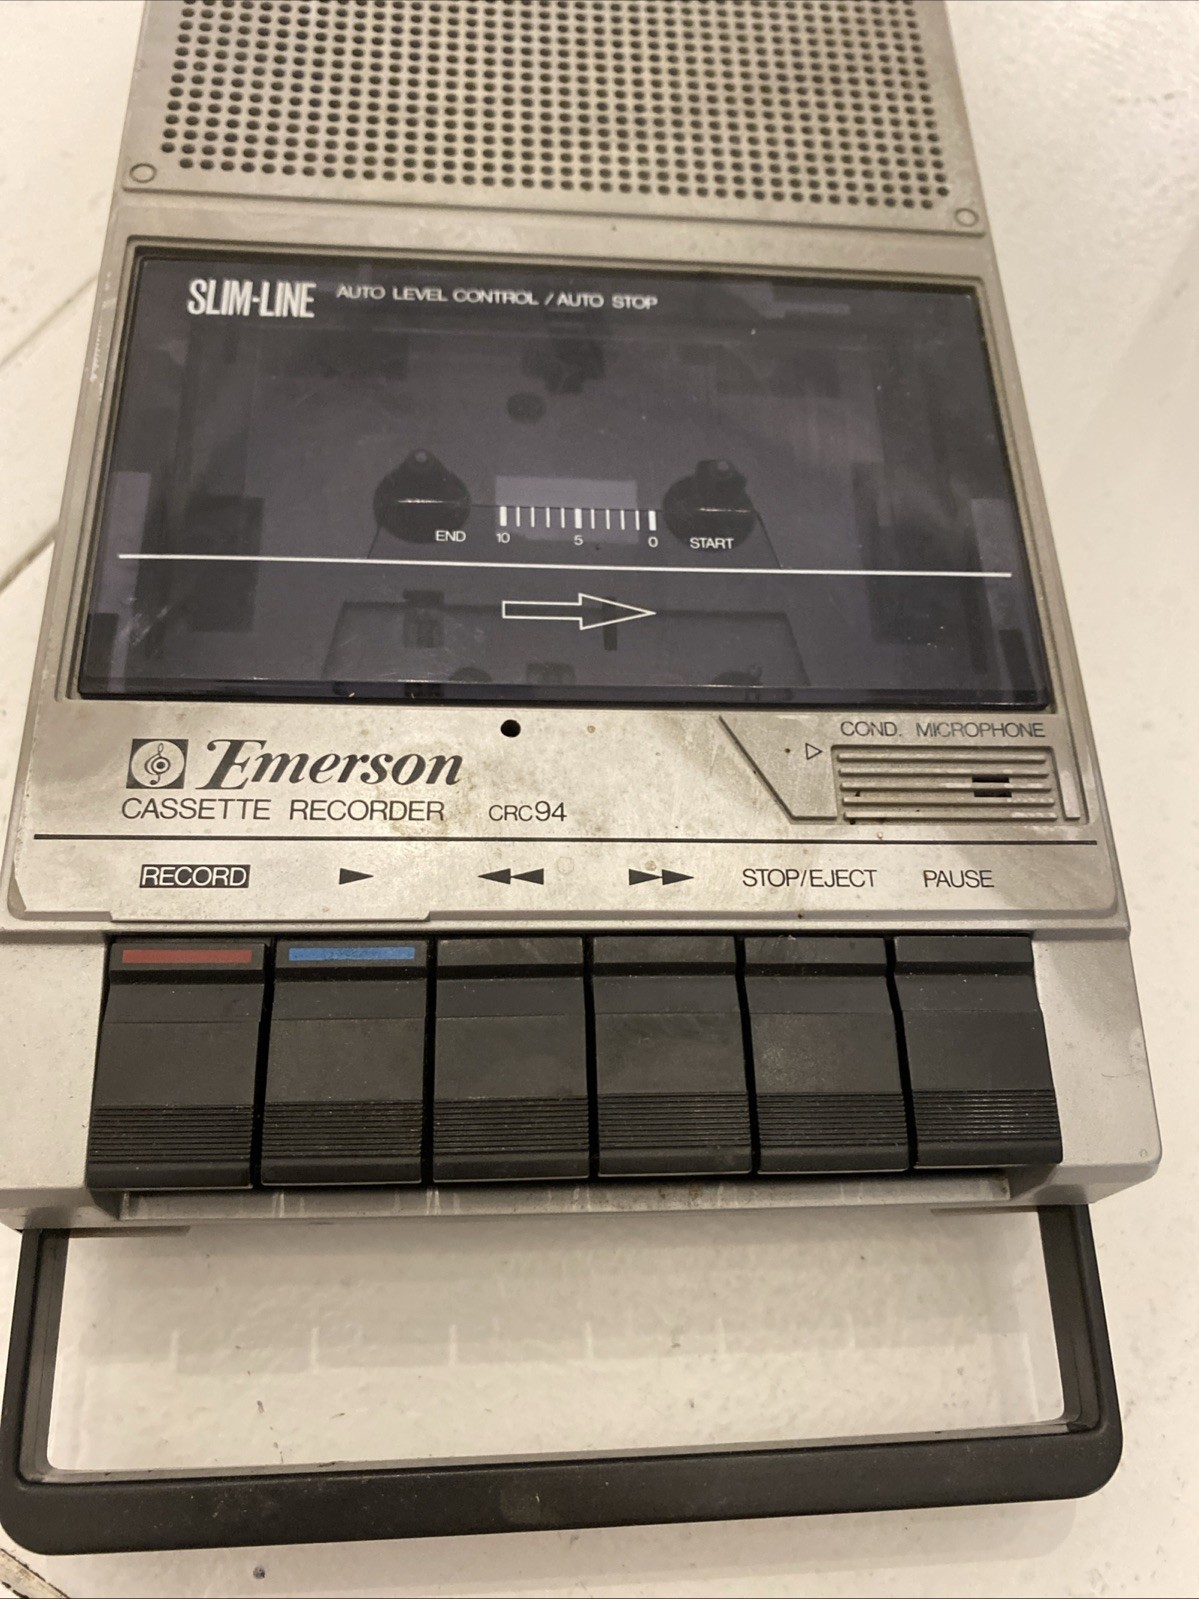 SLIM-LINE AUTO LEVEL CONTROL / AUTO STOP
END 10 5 0 START
COND. MICROPHONE
Emerson
CASSETTE RECORDER CRC94
RECORD STOP/EJECT PAUSE